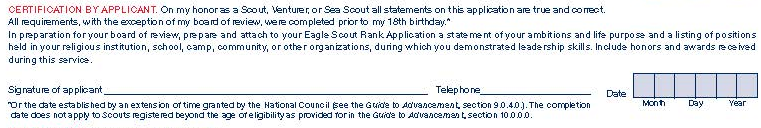 CERTIFICATION BY APPLICANT. On my honor as a Scout, Venturer, or Sea Scout all statements on this application are true and correct.
All requirements, with the exception of my board of review, were completed prior to my 18th birthday.*
In preparation for your board of review, prepare and attach to your Eagle Scout Rank Application a statement of your ambitions and life purpose and a listing of positions
held in your religious institution, school, camp, community, or other organizations, during which you demonstrated leadership skills. Include honors and awards received
during this service.
Signature of applicant Telephone Date
Month Day Year
*Or the date established by an extension of time granted by the National Council (see the Guide to Advancement, section 9.0.4.0.). The completion
date does not apply to Scouts registered beyond the age of eligibility as provided for in the Guide to Advancement, section 10.0.0.0.